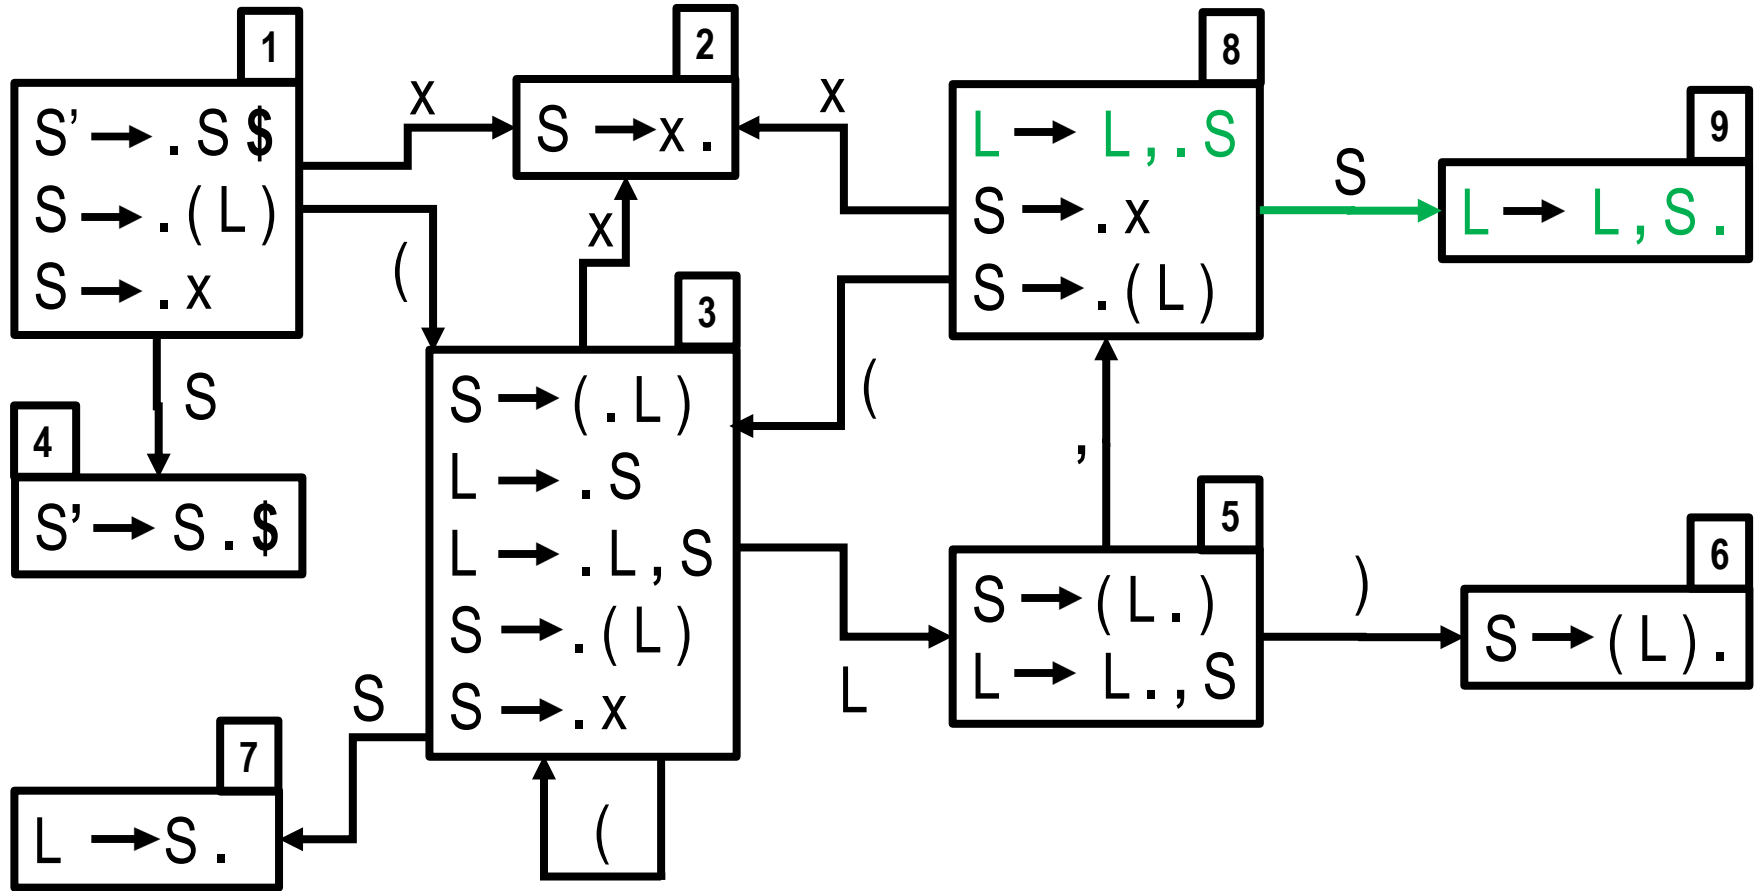 1
S' → . S $
S → . ( L )
S → . x
x
(
S
2
S → x .
x
x
8
L → L , . S
S → . x
S → . ( L )
S
(
9
L → L , S .
3
S → ( . L )
L → . S
L → . L , S
S → . ( L )
S → . x
(
4
S' → S . $
,
5
S → ( L . )
L → L . , S
L
)
6
S → ( L ) .
S
7
L → S .